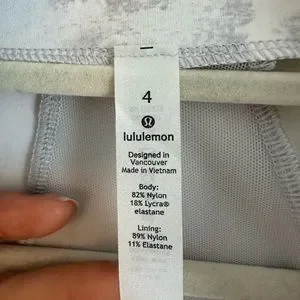 4
lululemon
Designed in
Vancouver
Made in Vietnam
Body:
82% Nylon
18% Lycra®
elastane
Lining:
89% Nylon
11% Elastane